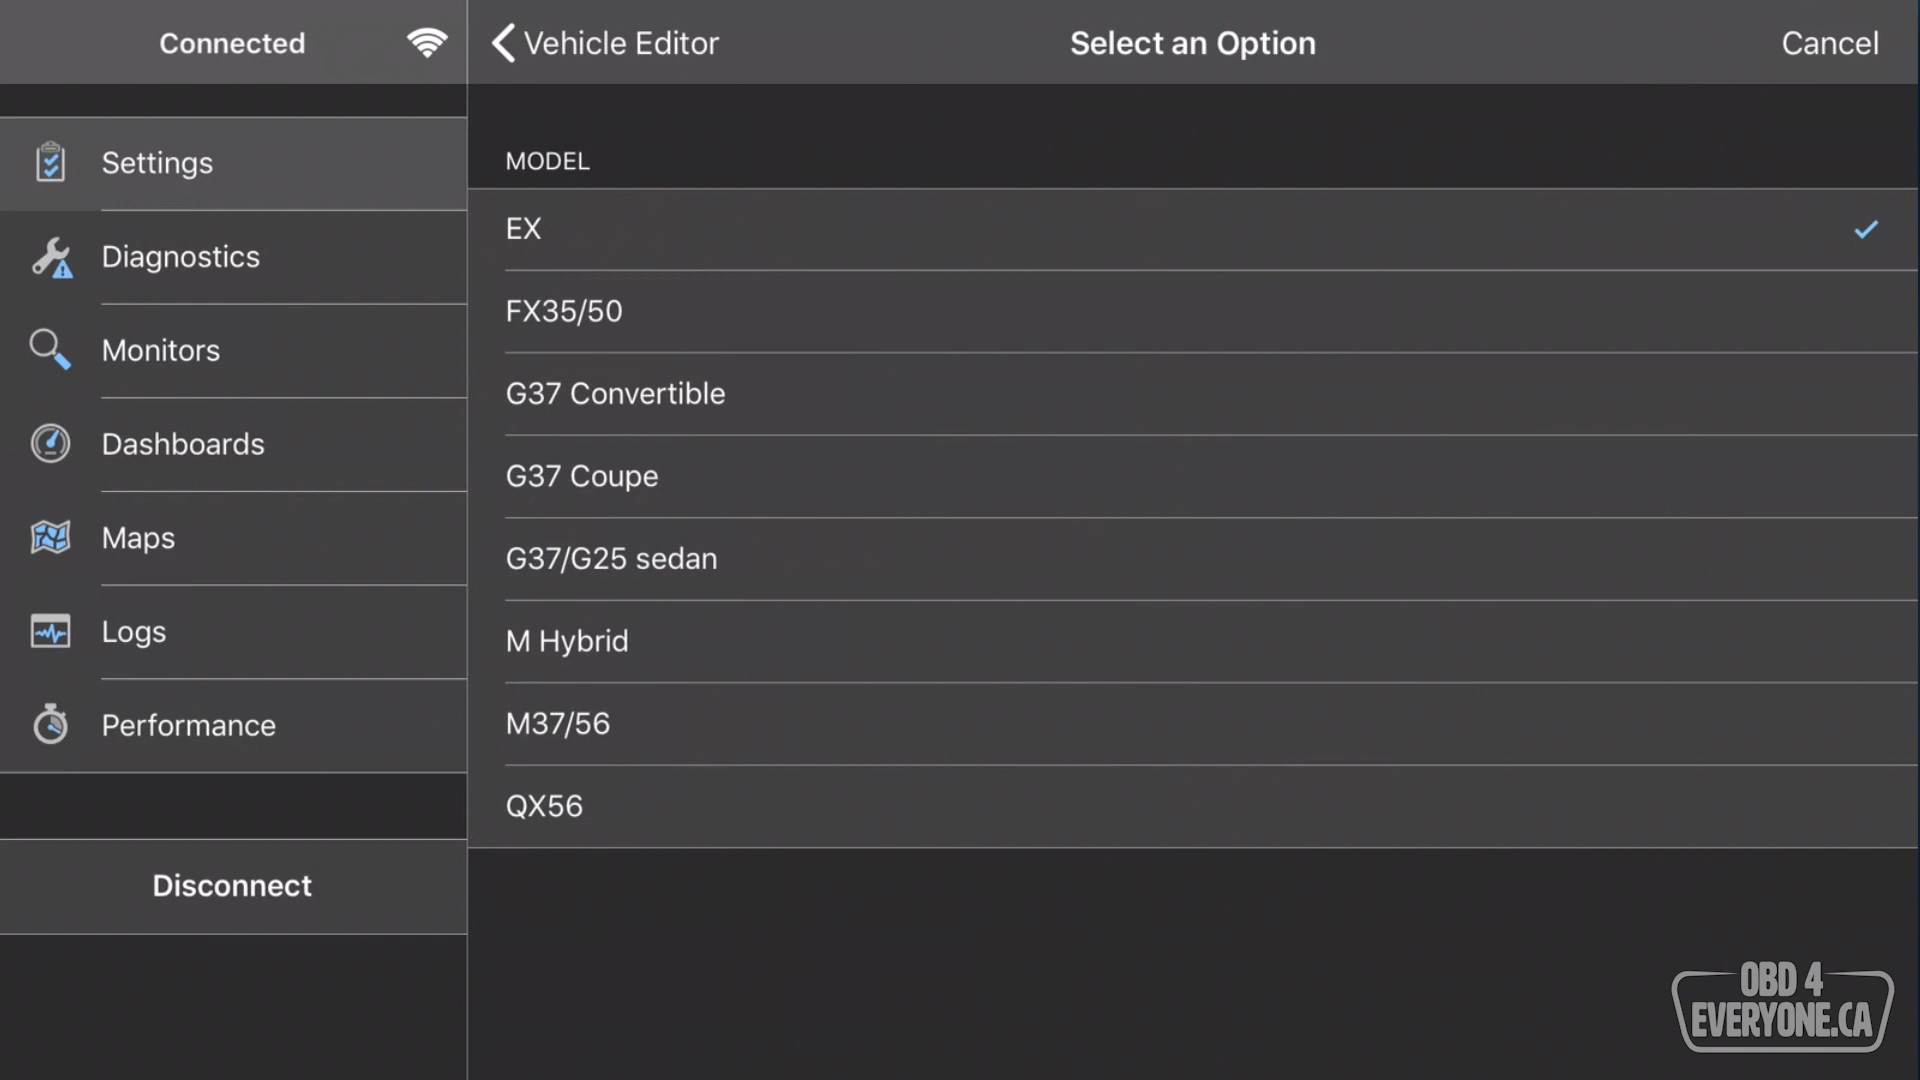 Connected
Vehicle Editor
Select an Option
Cancel
Settings
Diagnostics
Monitors
Dashboards
Maps
Logs
Performance
Disconnect
MODEL
EX
FX35/50
G37 Convertible
G37 Coupe
G37/G25 sedan
M Hybrid
M37/56
QX56
OBD 4
EVERYONE.CA